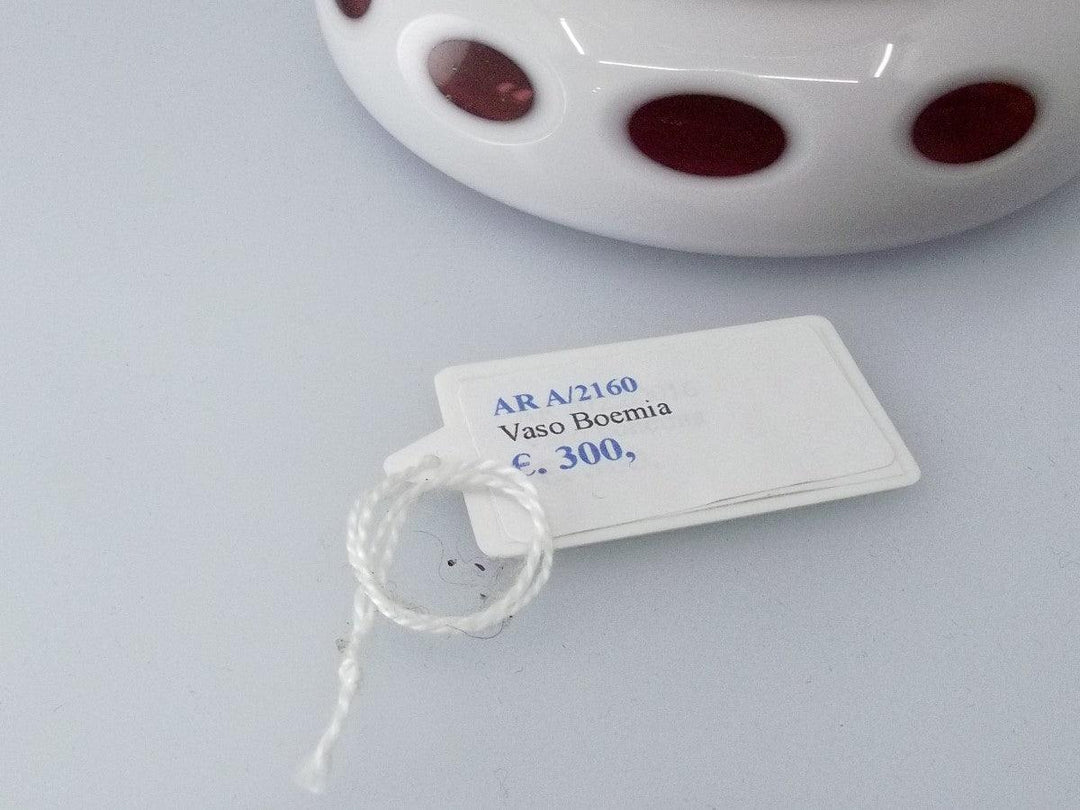 AR A/2160
Vaso Boemia
€. 300,